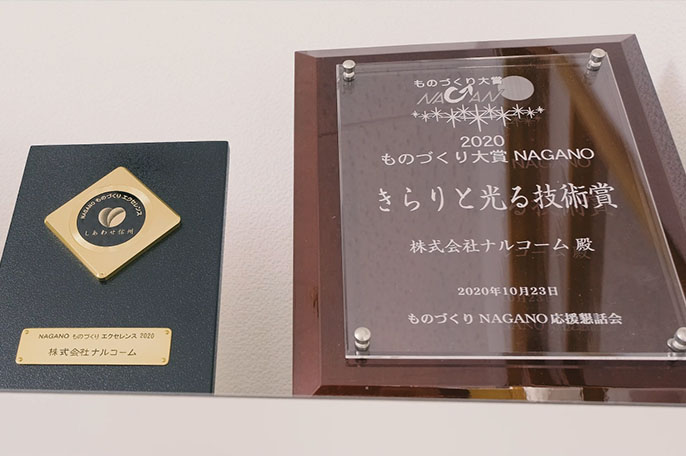 NAGANO ものづくり エクセレンス
しあわせ信州
NAGANO ものづくり エクセレンス 2020
株式会社ナルコーム
ものづくり大賞
NAGANO
2020
ものづくり大賞 NAGANO
きらりと光る技術賞
株式会社ナルコーム 殿
2020年10月23日
ものづくり NAGANO 応援懇話会